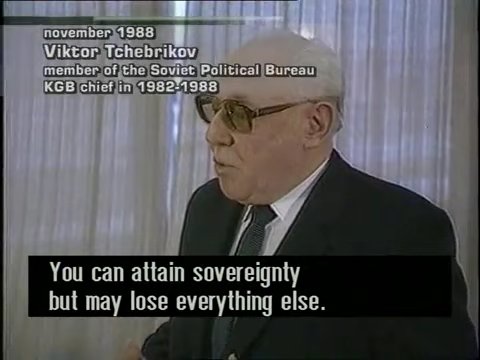 november 1988
Viktor Tchebrikov
member of the Soviet Political Bureau
KGB chief in 1982-1988
You can attain sovereignty
but may lose everything else.